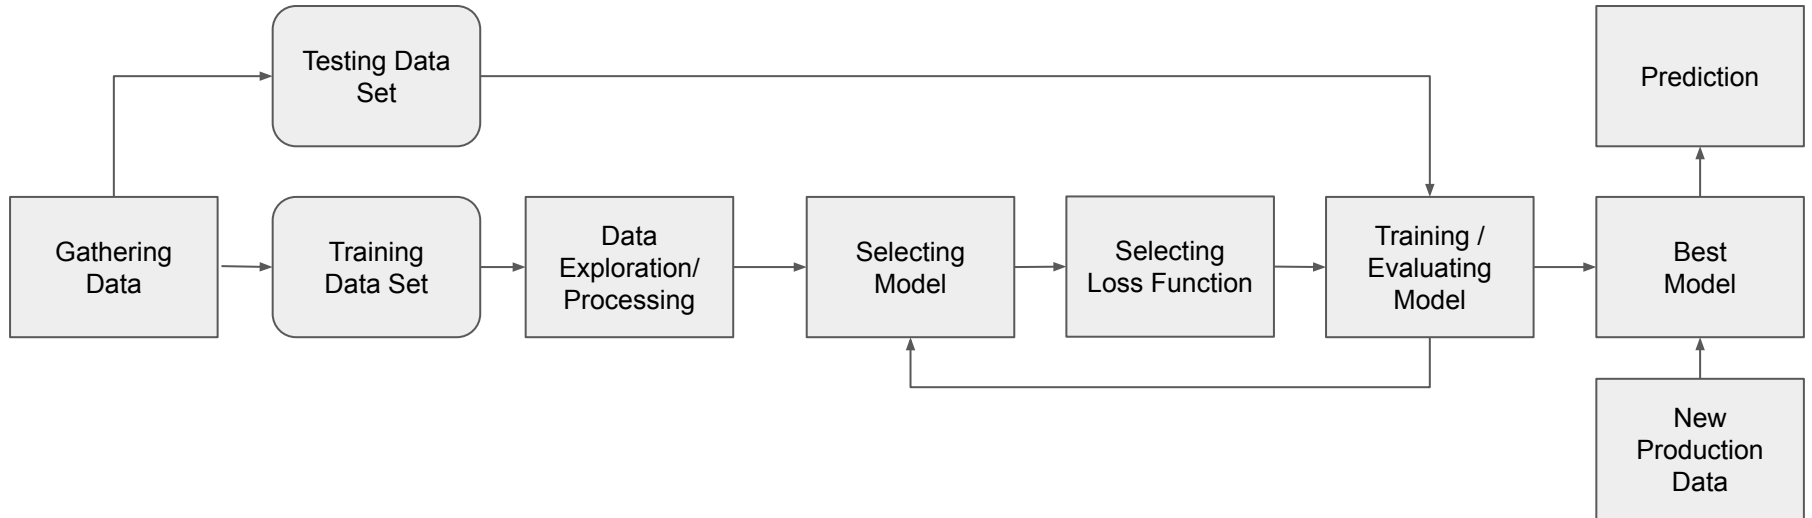 Testing Data
Set
Prediction
Gathering
Data
Training
Data Set
Data
Exploration/
Processing
Selecting
Model
Selecting
Loss Function
Training /
Evaluating
Model
Best
Model
New
Production
Data